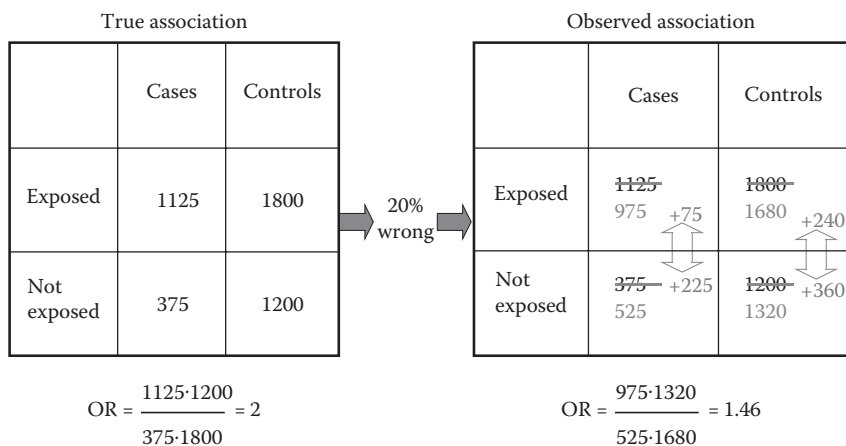 True association
Observed association
Cases Controls
Exposed 1125 1800
Not
exposed 375 1200
20%
wrong
Cases Controls
Exposed 1125 1800
975 +75 1680 +240
Not
exposed 375 +225 1200 +360
525 1320
OR = 1125·1200 / 375·1800 = 2
OR = 975·1320 / 525·1680 = 1.46